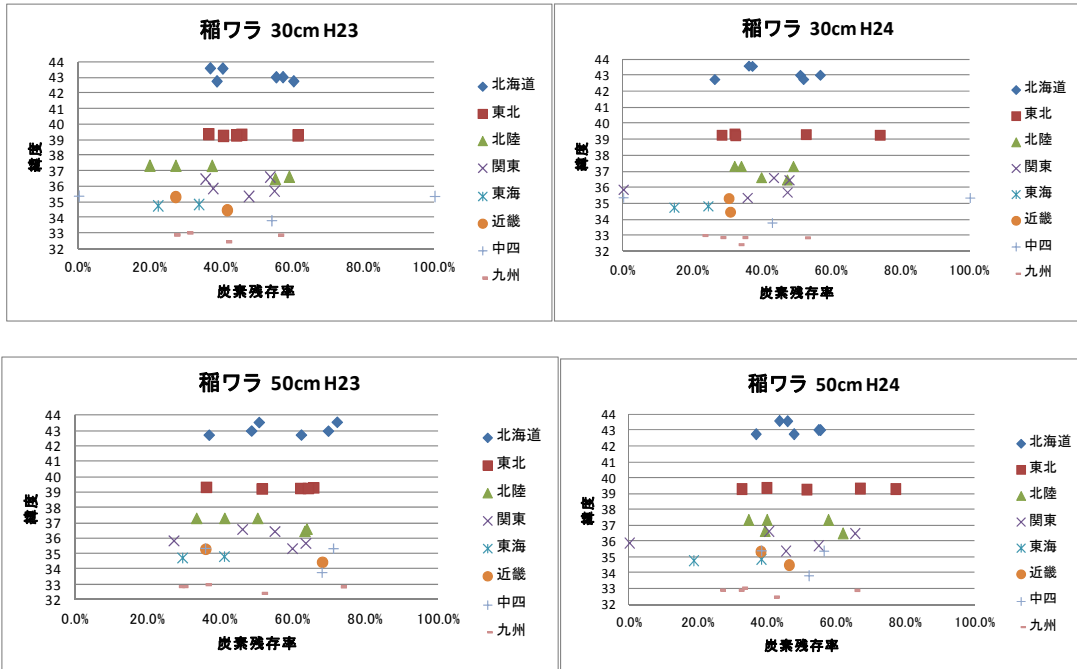 稲ワラ 30cm H23
44
43
42
41
40
39
38
37
36
35
34
33
32
緯度
0.0% 20.0% 40.0% 60.0% 80.0% 100.0%
炭素残存率
北海道
東北
北陸
関東
東海
近畿
中四
九州
稲ワラ 30cm H24
44
43
42
41
40
39
38
37
36
35
34
33
32
緯度
0.0% 20.0% 40.0% 60.0% 80.0% 100.0%
炭素残存率
北海道
東北
北陸
関東
東海
近畿
中四
九州
稲ワラ 50cm H23
44
43
42
41
40
39
38
37
36
35
34
33
32
緯度
0.0% 20.0% 40.0% 60.0% 80.0% 100.0%
炭素残存率
北海道
東北
北陸
関東
東海
近畿
中四
九州
稲ワラ 50cm H24
44
43
42
41
40
39
38
37
36
35
34
33
32
緯度
0.0% 20.0% 40.0% 60.0% 80.0% 100.0%
炭素残存率
北海道
東北
北陸
関東
東海
近畿
中四
九州